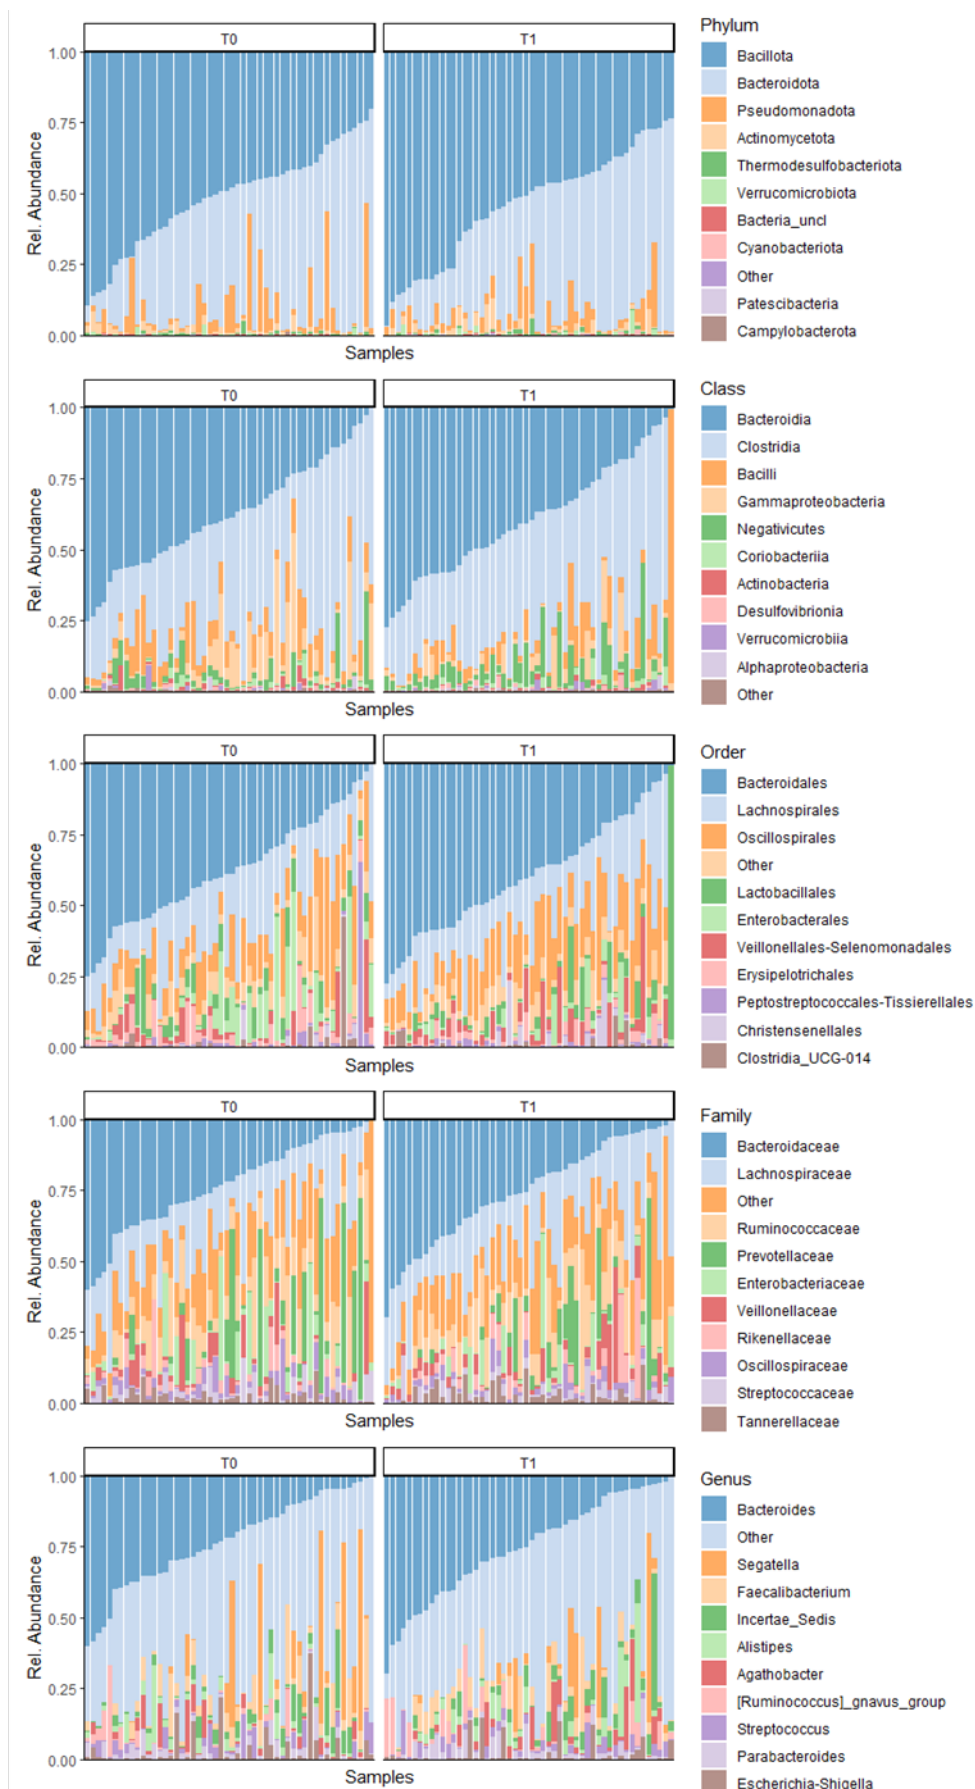 Phylum
T0
T1
1.00
0.75
0.50
0.25
0.00
Rel. Abundance
Samples
Bacillota
Bacteroidota
Pseudomonadota
Actinomycetota
Thermodesulfobacteriota
Verrucomicrobiota
Bacteria_uncl
Cyanobacteriota
Other
Patescibacteria
Campylobacterota
Class
T0
T1
1.00
0.75
0.50
0.25
0.00
Rel. Abundance
Samples
Bacteroidia
Clostridia
Bacilli
Gammaproteobacteria
Negativicutes
Coriobacteriia
Actinobacteria
Desulfovibrionia
Verrucomicrobiia
Alphaproteobacteria
Other
Order
T0
T1
1.00
0.75
0.50
0.25
0.00
Rel. Abundance
Samples
Bacteroidales
Lachnospirales
Oscillospirales
Other
Lactobacillales
Enterobacterales
Veillonellales-Selenomonadales
Erysipelotrichales
Peptostreptococcales-Tissierellales
Christensenellales
Clostridia_UCG-014
Family
T0
T1
1.00
0.75
0.50
0.25
0.00
Rel. Abundance
Samples
Bacteroidaceae
Lachnospiraceae
Other
Ruminococcaceae
Prevotellaceae
Enterobacteriaceae
Veillonellaceae
Rikenellaceae
Oscillospiraceae
Streptococcaceae
Tannerellaceae
Genus
T0
T1
1.00
0.75
0.50
0.25
0.00
Rel. Abundance
Samples
Bacteroides
Other
Segatella
Faecalibacterium
Incertae_Sedis
Alistipes
Agathobacter
[Ruminococcus]_gnavus_group
Streptococcus
Parabacteroides
Escherichia-Shigella